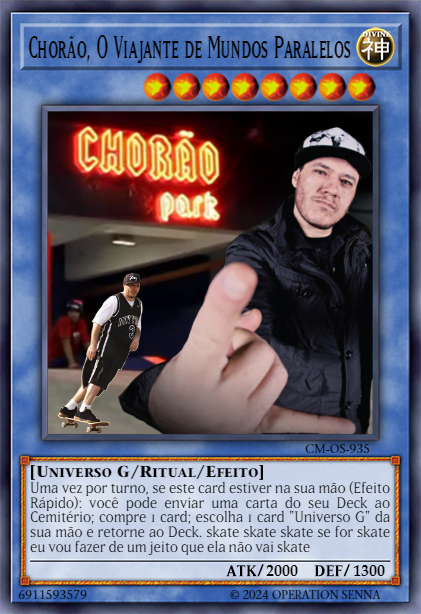 Chorão, O Viajante de Mundos Paralelos
DIVINE
神
CHORÃO
park
CM-OS-935
[Universo G/Ritual/Efeito]
Uma vez por turno, se este card estiver na sua mão (Efeito
Rápido): você pode enviar uma carta do seu Deck ao
Cemitério; compre 1 card; escolha 1 card "Universo G" da
sua mão e retorne ao Deck. skate skate skate se for skate
eu vou fazer de um jeito que ela não vai skate
ATK/2000 DEF/1300
6911593579
© 2024 OPERATION SENNA